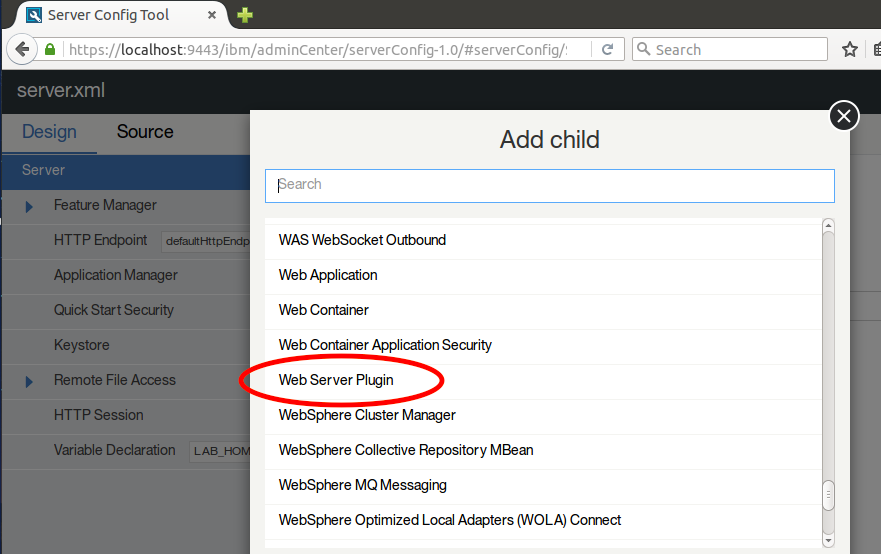 Server Config Tool
https://localhost:9443/ibm/adminCenter/serverConfig-1.0/#serverConfig/
Search
server.xml
Design Source
Add child
Server
Search
Feature Manager
HTTP Endpoint defaultHttpEndp
Application Manager
Quick Start Security
Keystore
Remote File Access
HTTP Session
Variable Declaration LAB_HOM
WAS WebSocket Outbound
Web Application
Web Container
Web Container Application Security
Web Server Plugin
WebSphere Cluster Manager
WebSphere Collective Repository MBean
WebSphere MQ Messaging
WebSphere Optimized Local Adapters (WOLA) Connect